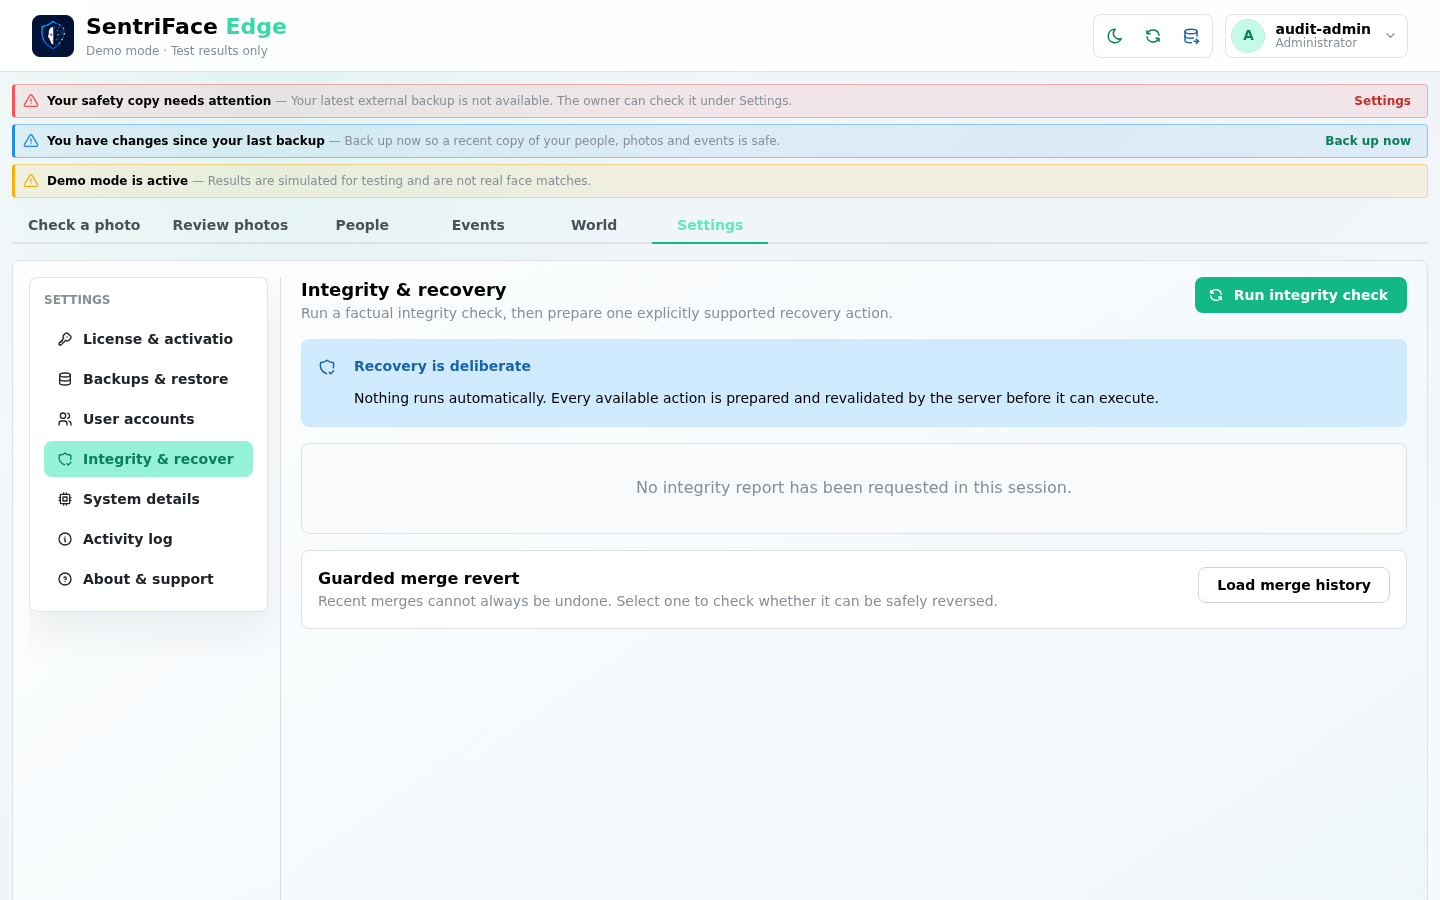 SentriFace Edge
Demo mode · Test results only
A
audit-admin
Administrator
Your safety copy needs attention — Your latest external backup is not available. The owner can check it under Settings.
Settings
You have changes since your last backup — Back up now so a recent copy of your people, photos and events is safe.
Back up now
Demo mode is active — Results are simulated for testing and are not real face matches.
Check a photo
Review photos
People
Events
World
Settings
SETTINGS
License & activatio
Backups & restore
User accounts
Integrity & recover
System details
Activity log
About & support
Integrity & recovery
Run a factual integrity check, then prepare one explicitly supported recovery action.
Run integrity check
Recovery is deliberate
Nothing runs automatically. Every available action is prepared and revalidated by the server before it can execute.
No integrity report has been requested in this session.
Guarded merge revert
Recent merges cannot always be undone. Select one to check whether it can be safely reversed.
Load merge history